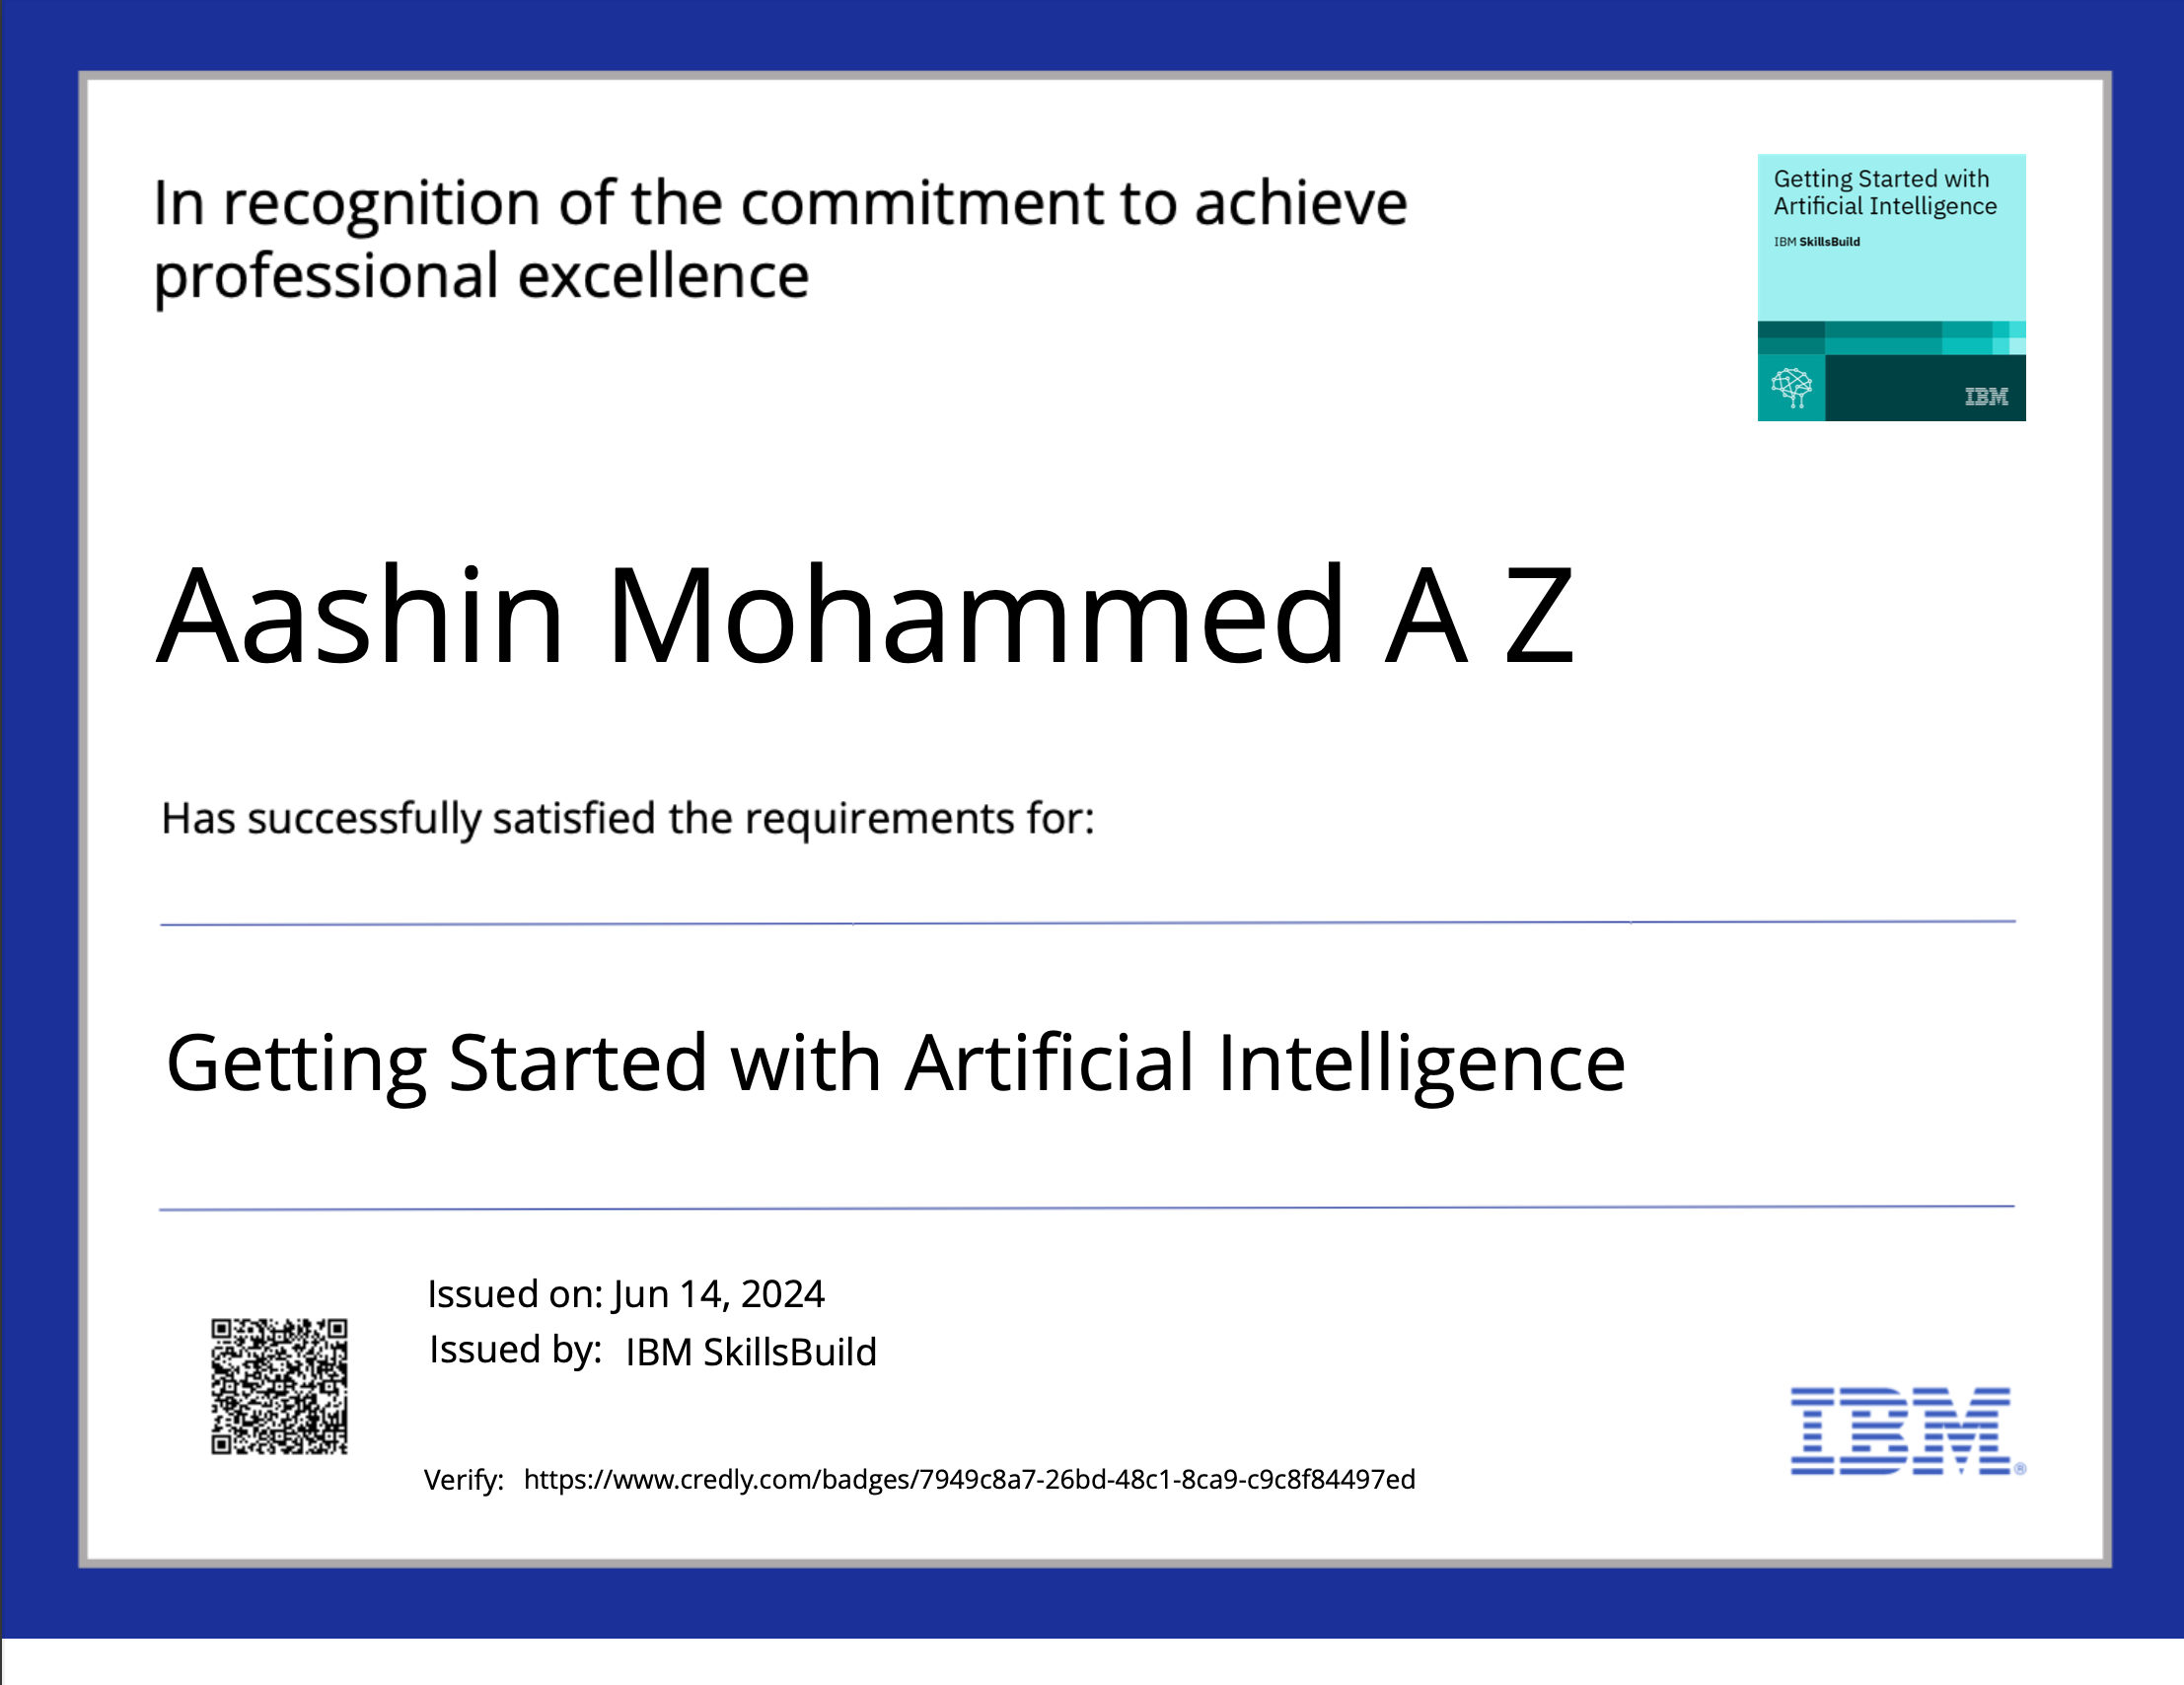 In recognition of the commitment to achieve
professional excellence
Getting Started with
Artificial Intelligence
IBM SkillsBuild
IBM
Aashin Mohammed A Z
Has successfully satisfied the requirements for:
Getting Started with Artificial Intelligence
Issued on: Jun 14, 2024
Issued by: IBM SkillsBuild
Verify: https://www.credly.com/badges/7949c8a7-26bd-48c1-8ca9-c9c8f84497ed
IBM®